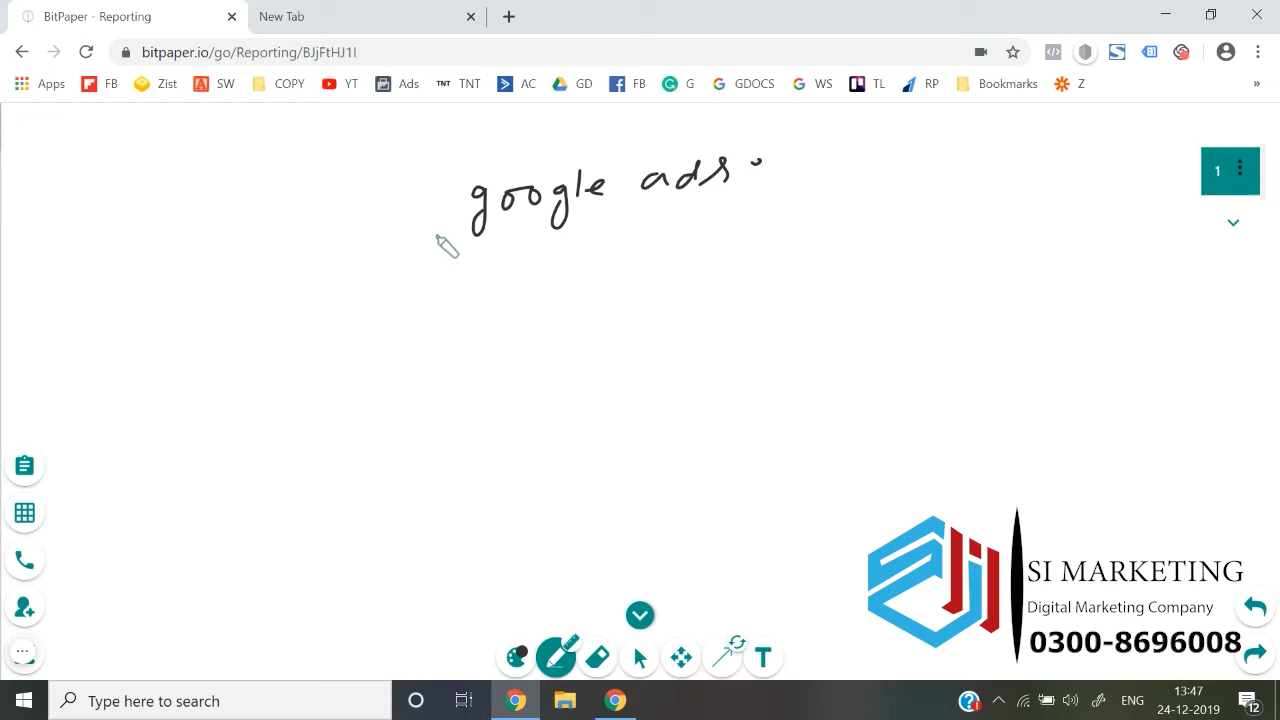 BitPaper - Reporting
New Tab
bitpaper.io/go/Reporting/BJjFtHJ1I
Apps FB Zist SW COPY YT Ads TNT TNT AC GD FB G GDOCS WS TL RP Bookmarks Z »
google ads
1
SI MARKETING
Digital Marketing Company
0300-8696008
T
Type here to search
ENG
13:47
24-12-2019
12